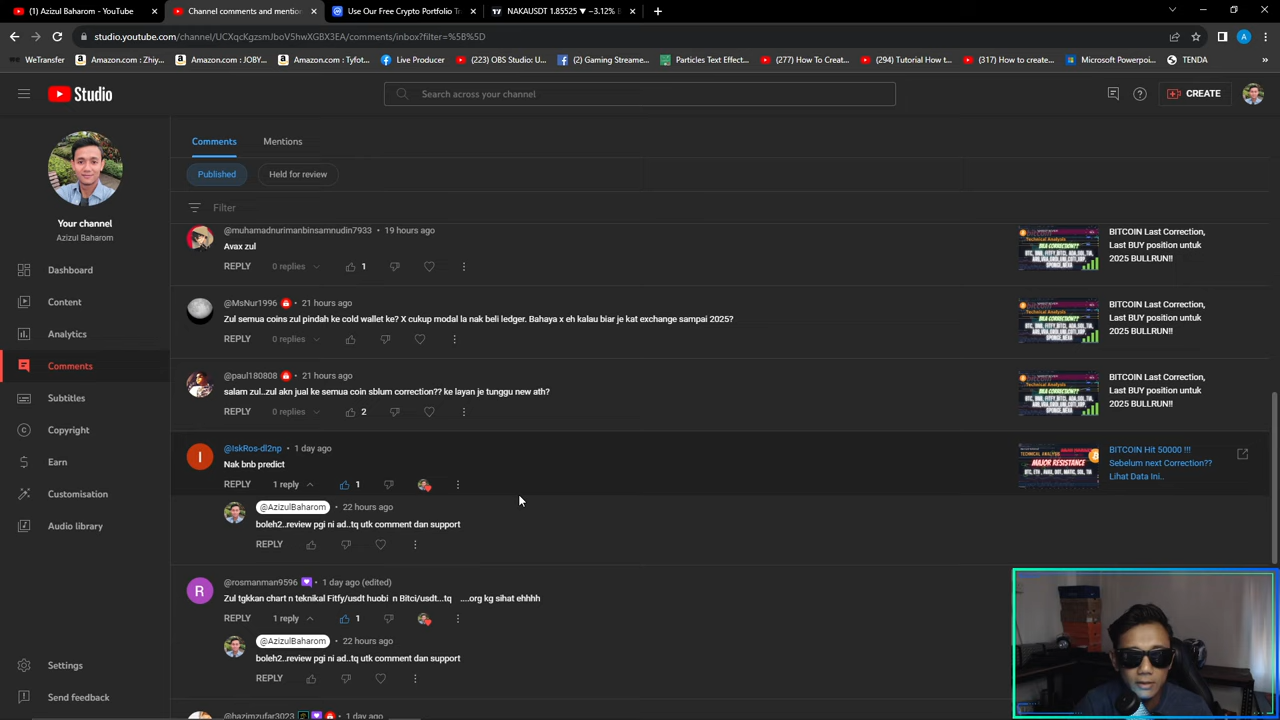 (1) Azizul Baharom - YouTube
Channel comments and mentio
Use Our Free Crypto Portfolio T
NAKAUSDT 1.85525 ▼ −3.12%
studio.youtube.com/channel/UCXqcKgzsmJboV5hwXGBX3EA/comments/inbox?filter=%5B%5D
WeTransfer
Amazon.com : Zhiy...
Amazon.com : JOBY...
Amazon.com : Tyfot...
Live Producer
(223) OBS Studio: U...
(2) Gaming Streame...
Particles Text Effect...
(277) How To Creat...
(294) Tutorial How t...
(317) How to create...
Microsoft Powerpoi...
TENDA
Studio
Search across your channel
CREATE
Your channel
Azizul Baharom
Dashboard
Content
Analytics
Comments
Subtitles
Copyright
Earn
Customisation
Audio library
Settings
Send feedback
Comments
Mentions
Published
Held for review
Filter
@muhamadnurimanbinsamnudin7933 • 19 hours ago
Avax zul
REPLY 0 replies 1
BITCOIN Last Correction,
Last BUY position untuk
2025 BULLRUN!!
@MsNur1996 • 21 hours ago
Zul semua coins zul pindah ke cold wallet ke? X cukup modal la nak beli ledger. Bahaya x eh kalau biar je kat exchange sampai 2025?
REPLY 0 replies
BITCOIN Last Correction,
Last BUY position untuk
2025 BULLRUN!!
@paul180808 • 21 hours ago
salam zul..zul akn jual ke semua coin seblum correction?? ke layan je tunggu new ath?
REPLY 0 replies 2
BITCOIN Last Correction,
Last BUY position untuk
2025 BULLRUN!!
I
@IskRos-dl2np • 1 day ago
Nak bnb predict
REPLY 1 reply 1
MAJOR RESISTANCE
BITCOIN Hit 50000 !!!
Sebelum next Correction??
Lihat Data Ini..
@AzizulBaharom • 22 hours ago
boleh2..review pgi ni ad..tq utk comment dan support
REPLY
R
@rosmanman9596 • 1 day ago (edited)
Zul tgkkan chart n teknikal Fitfy/usdt huobi n Bitci/usdt...tq ....org kg sihat ehhhh
REPLY 1 reply 1
@AzizulBaharom • 22 hours ago
boleh2..review pgi ni ad..tq utk comment dan support
REPLY
@hazimzufar3023 • 1 day ago